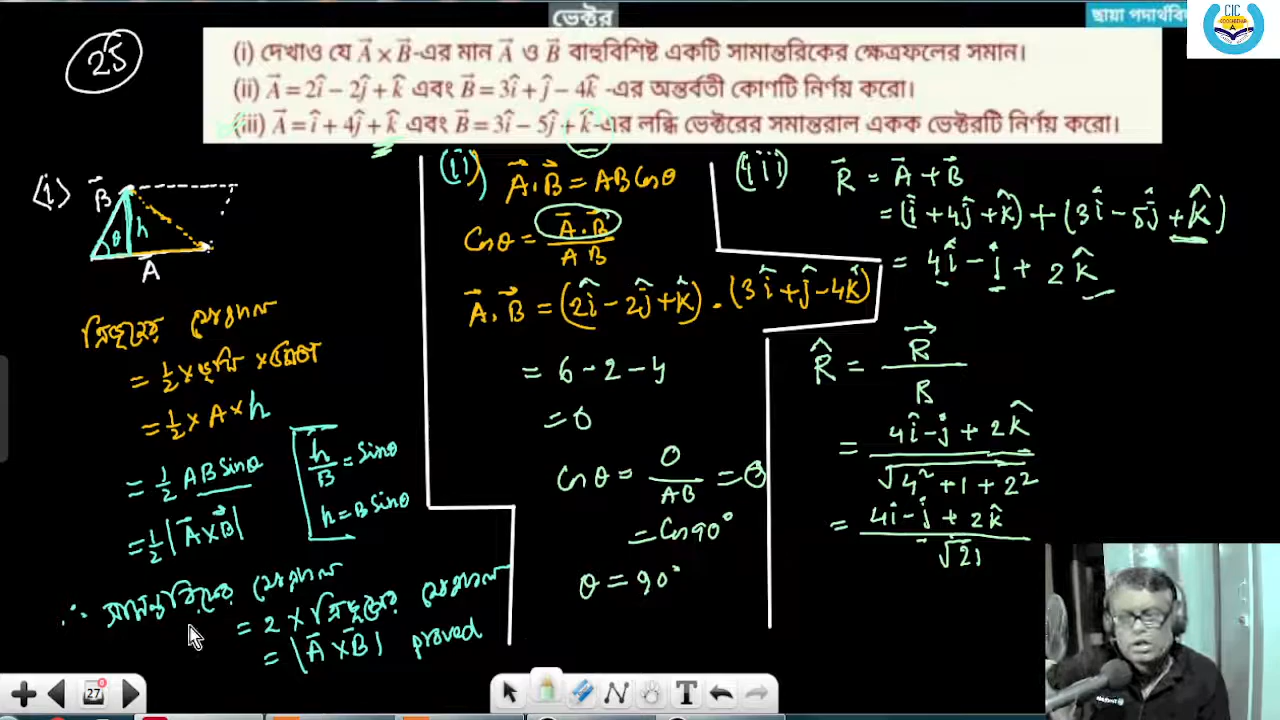 ভেক্টর
ছায়া পদার্থবি
CIC
25
(i) দেখাও যে A⃗ × B⃗-এর মান A⃗ ও B⃗ বাহুবিশিষ্ট একটি সামান্তরিকের ক্ষেত্রফলের সমান।
(ii) A⃗ = 2î − 2ĵ + k̂ এবং B⃗ = 3î + ĵ − 4k̂ -এর অন্তর্বর্তী কোণটি নির্ণয় করো।
(iii) A⃗ = î + 4ĵ + k̂ এবং B⃗ = 3î − 5ĵ + k̂-এর লব্ধি ভেক্টরের সমান্তরাল একক ভেক্টরটি নির্ণয় করো।
(i)
B⃗
θ h
A⃗
ত্রিভুজের ক্ষেত্রফল
= ½ × ভূমি × উচ্চতা
= ½ × A × h
= ½ AB Sinθ
= ½ |A⃗ × B⃗|
h/B = Sinθ
h = B Sinθ
∴ সামন্তরিকের ক্ষেত্রফল
= 2 × ত্রিভুজের ক্ষেত্রফল
= |A⃗ × B⃗| proved
(ii)
A⃗.B⃗ = AB Cosθ
Cosθ = A⃗.B⃗ / AB
A⃗.B⃗ = (2î − 2ĵ + k̂) . (3î + ĵ − 4k̂)
= 6 − 2 − 4
= 0
Cosθ = 0/AB = 0
= Cos90°
θ = 90°
(iii)
R⃗ = A⃗ + B⃗
= (î + 4ĵ + k̂) + (3î − 5ĵ + k̂)
= 4î − ĵ + 2k̂
R̂ = R⃗ / R
= 4î − ĵ + 2k̂ / √4² + 1 + 2²
= 4î − ĵ + 2k̂ / √21
27